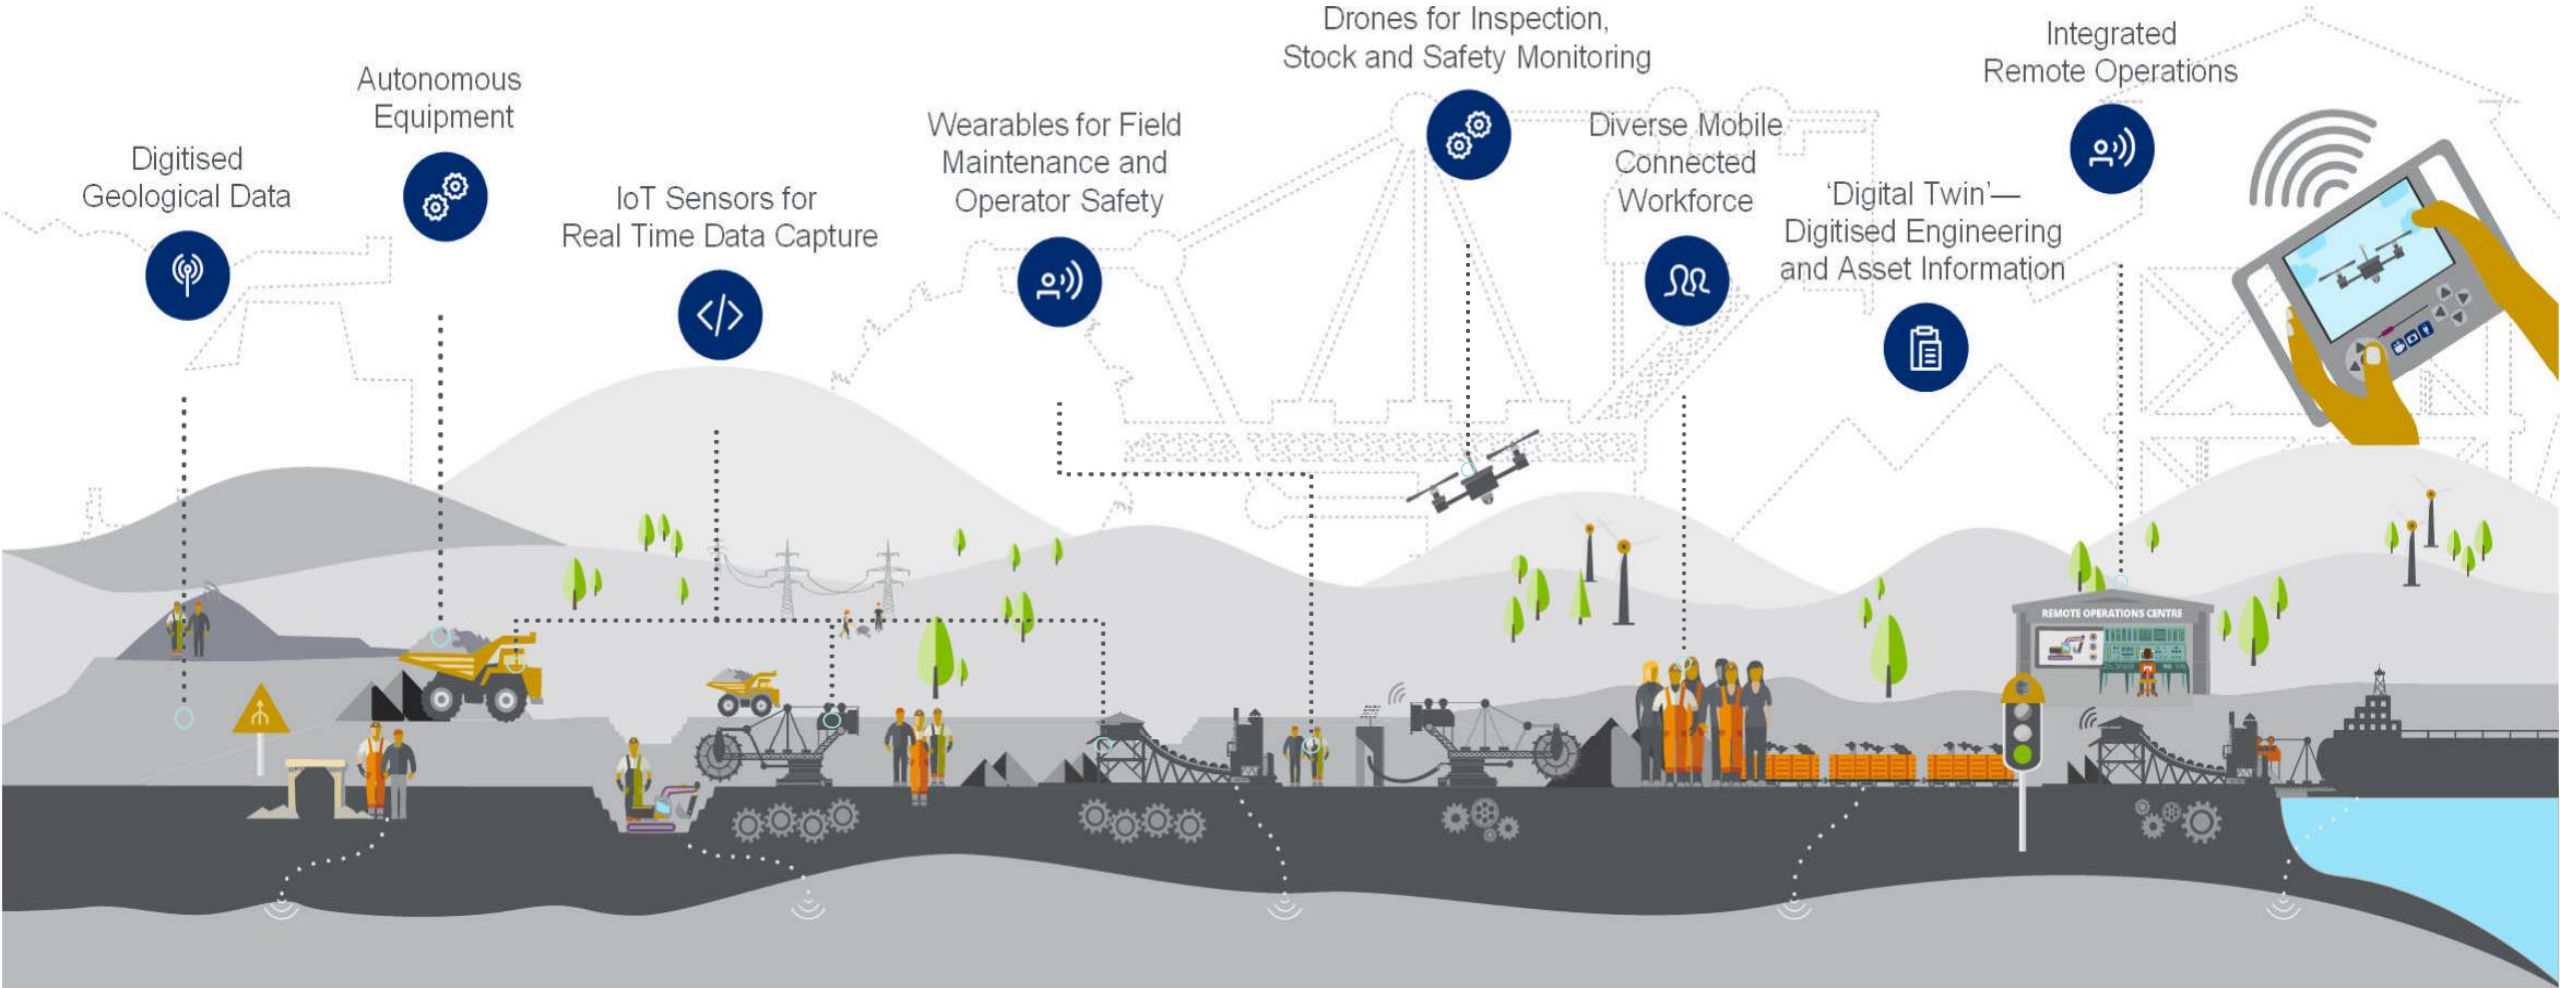 Digitised
Geological Data
Autonomous
Equipment
IoT Sensors for
Real Time Data Capture
Wearables for Field
Maintenance and
Operator Safety
Drones for Inspection,
Stock and Safety Monitoring
Diverse Mobile
Connected
Workforce
‘Digital Twin’—
Digitised Engineering
and Asset Information
Integrated
Remote Operations
REMOTE OPERATIONS CENTRE